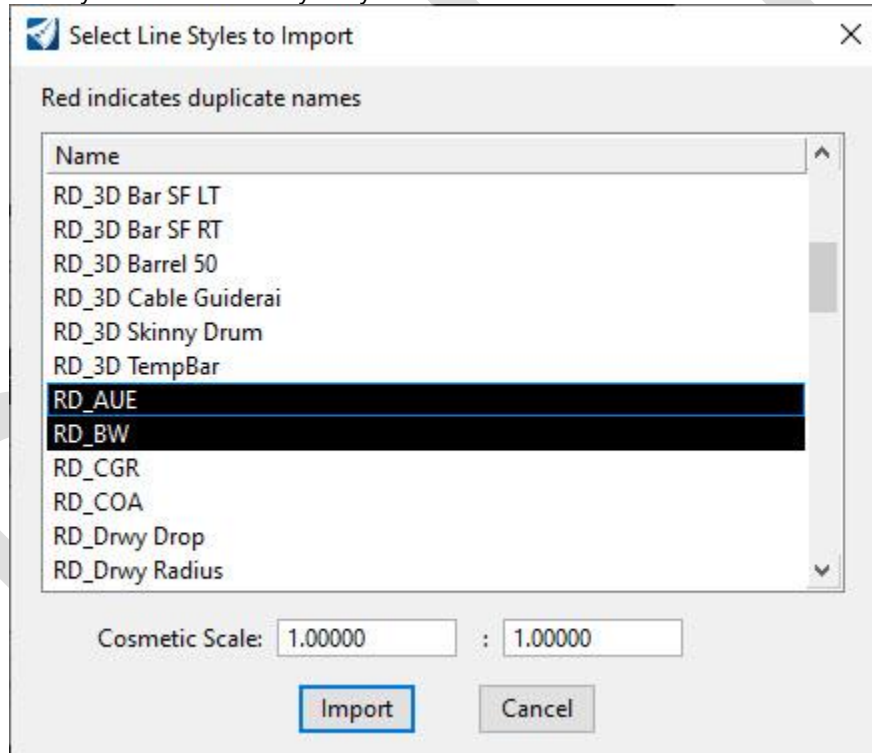 Select Line Styles to Import
Red indicates duplicate names
Name
RD_3D Bar SF LT
RD_3D Bar SF RT
RD_3D Barrel 50
RD_3D Cable Guiderai
RD_3D Skinny Drum
RD_3D TempBar
RD_AUE
RD_BW
RD_CGR
RD_COA
RD_Drwy Drop
RD_Drwy Radius
Cosmetic Scale: 1.00000 : 1.00000
Import Cancel